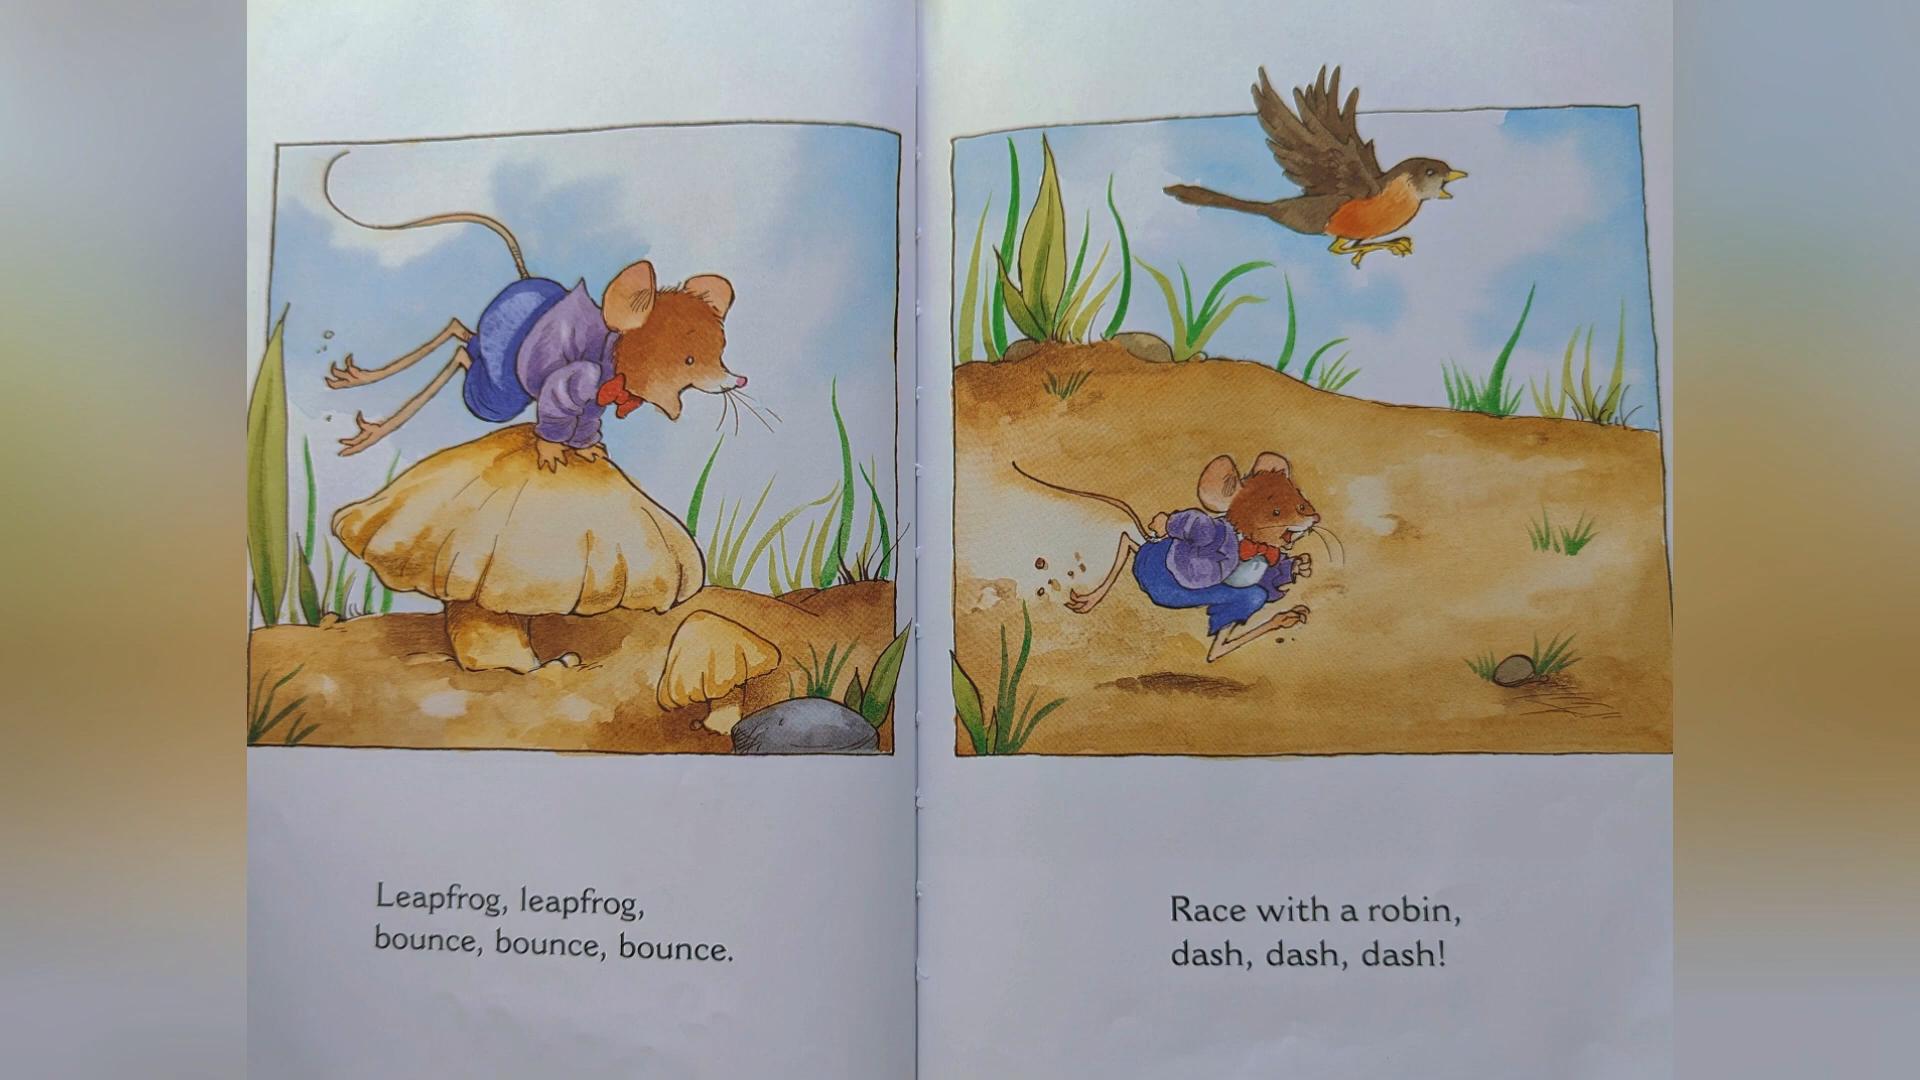 Leapfrog, leapfrog,
bounce, bounce, bounce.
Race with a robin,
dash, dash, dash!